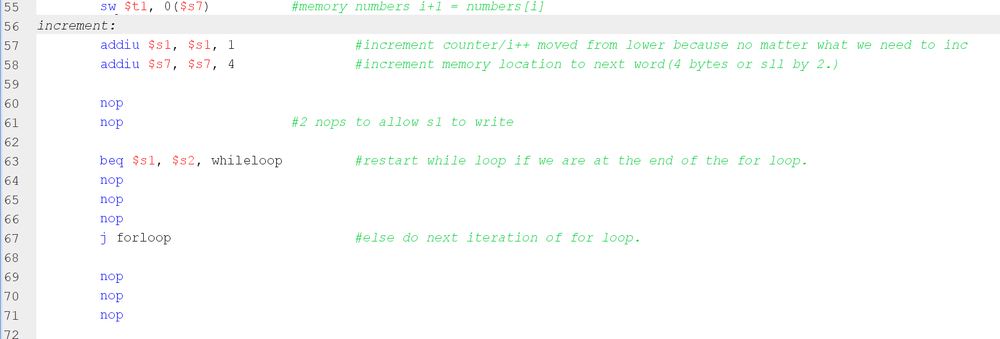 55 sw $t1, 0($s7) #memory numbers i+1 = numbers[i]
56 increment:
57 addiu $s1, $s1, 1 #increment counter/i++ moved from lower because no matter what we need to inc
58 addiu $s7, $s7, 4 #increment memory location to next word(4 bytes or sll by 2.)
59
60 nop
61 nop #2 nops to allow s1 to write
62
63 beq $s1, $s2, whileloop #restart while loop if we are at the end of the for loop.
64 nop
65 nop
66 nop
67 j forloop #else do next iteration of for loop.
68
69 nop
70 nop
71 nop
72